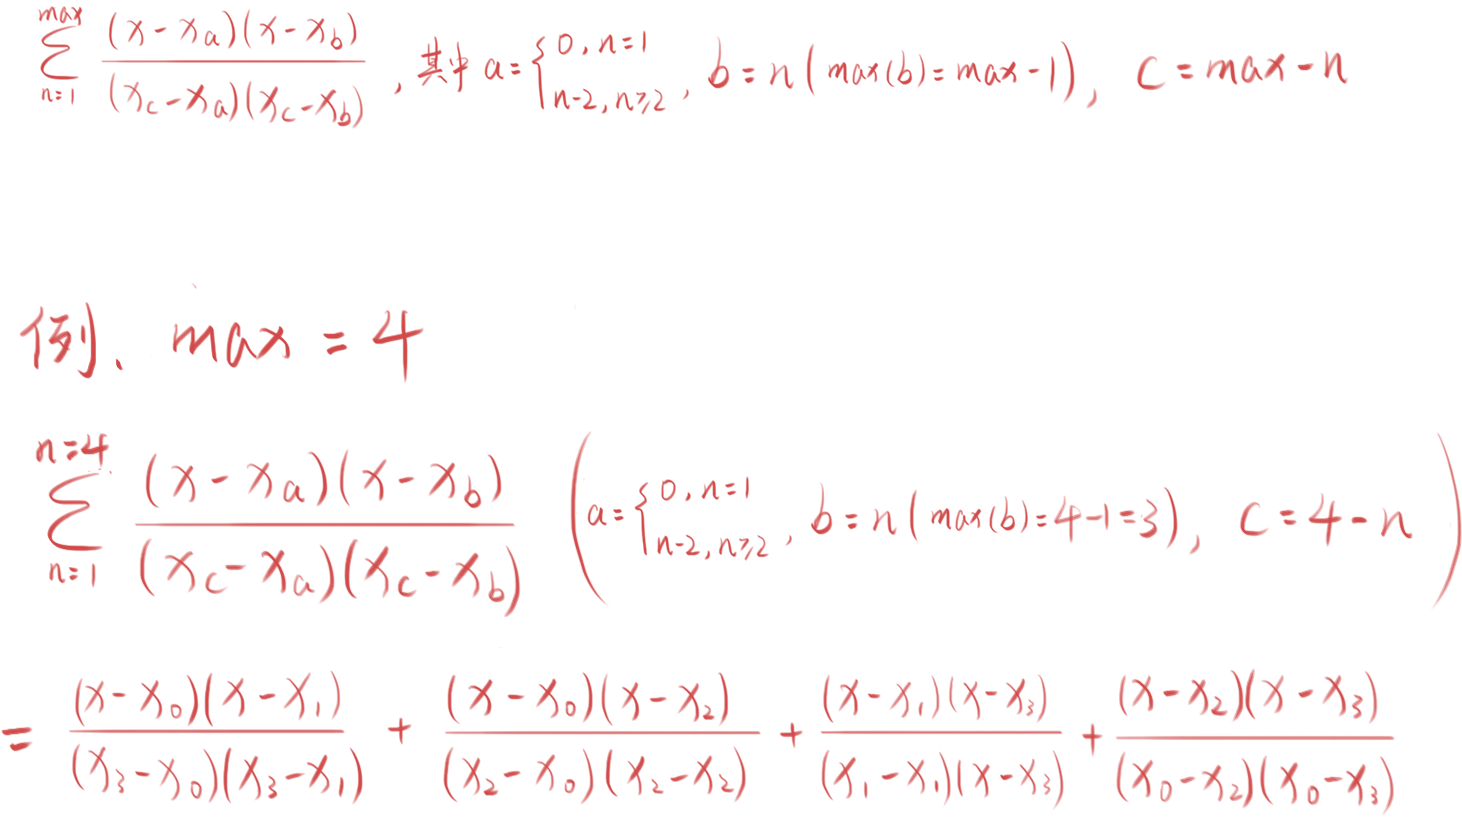 $\sum_{n=1}^{max} \frac{(x-x_a)(x-x_b)}{(x_c-x_a)(x_c-x_b)}$ , 其中 $a=\begin{cases}0, n=1\\n-2, n≥2\end{cases}$, $b=n(max(b)=max-1)$, $c=max-n$
例、max = 4
$\sum_{n=1}^{n=4} \frac{(x-x_a)(x-x_b)}{(x_c-x_a)(x_c-x_b)}$ $\left(a=\begin{cases}0, n=1\\n-2, n≥2\end{cases}, b=n(max(b)=4-1=3), c=4-n\right)$
$= \frac{(x-x_0)(x-x_1)}{(x_3-x_0)(x_3-x_1)} + \frac{(x-x_0)(x-x_2)}{(x_2-x_0)(x_2-x_2)} + \frac{(x-x_1)(x-x_3)}{(x_1-x_1)(x-x_3)} + \frac{(x-x_2)(x-x_3)}{(x_0-x_2)(x_0-x_3)}$